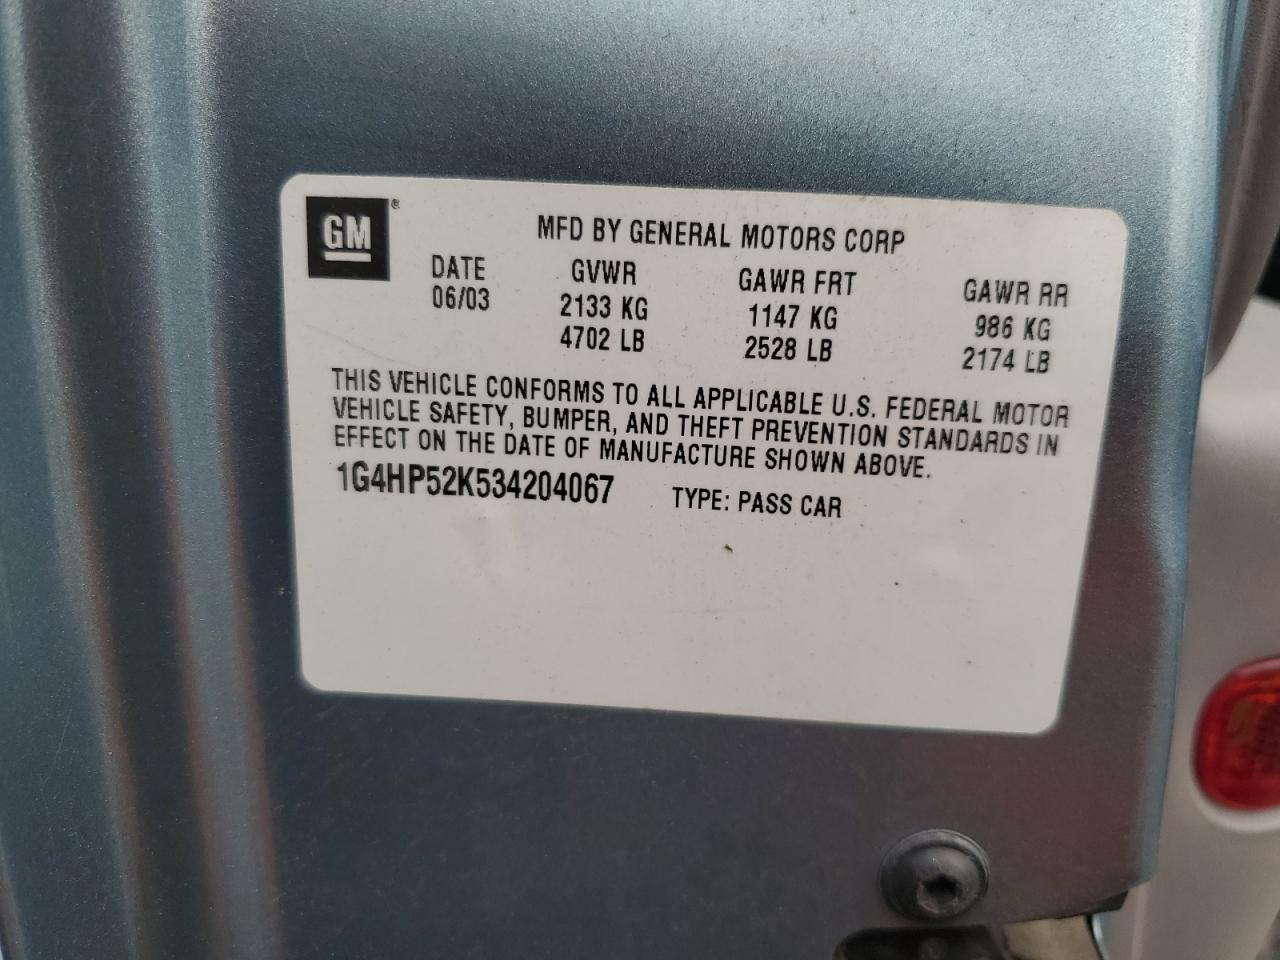 GM®
MFD BY GENERAL MOTORS CORP
DATE GVWR GAWR FRT GAWR RR
06/03 2133 KG 1147 KG 986 KG
4702 LB 2528 LB 2174 LB
THIS VEHICLE CONFORMS TO ALL APPLICABLE U.S. FEDERAL MOTOR
VEHICLE SAFETY, BUMPER, AND THEFT PREVENTION STANDARDS IN
EFFECT ON THE DATE OF MANUFACTURE SHOWN ABOVE.
1G4HP52K534204067 TYPE: PASS CAR